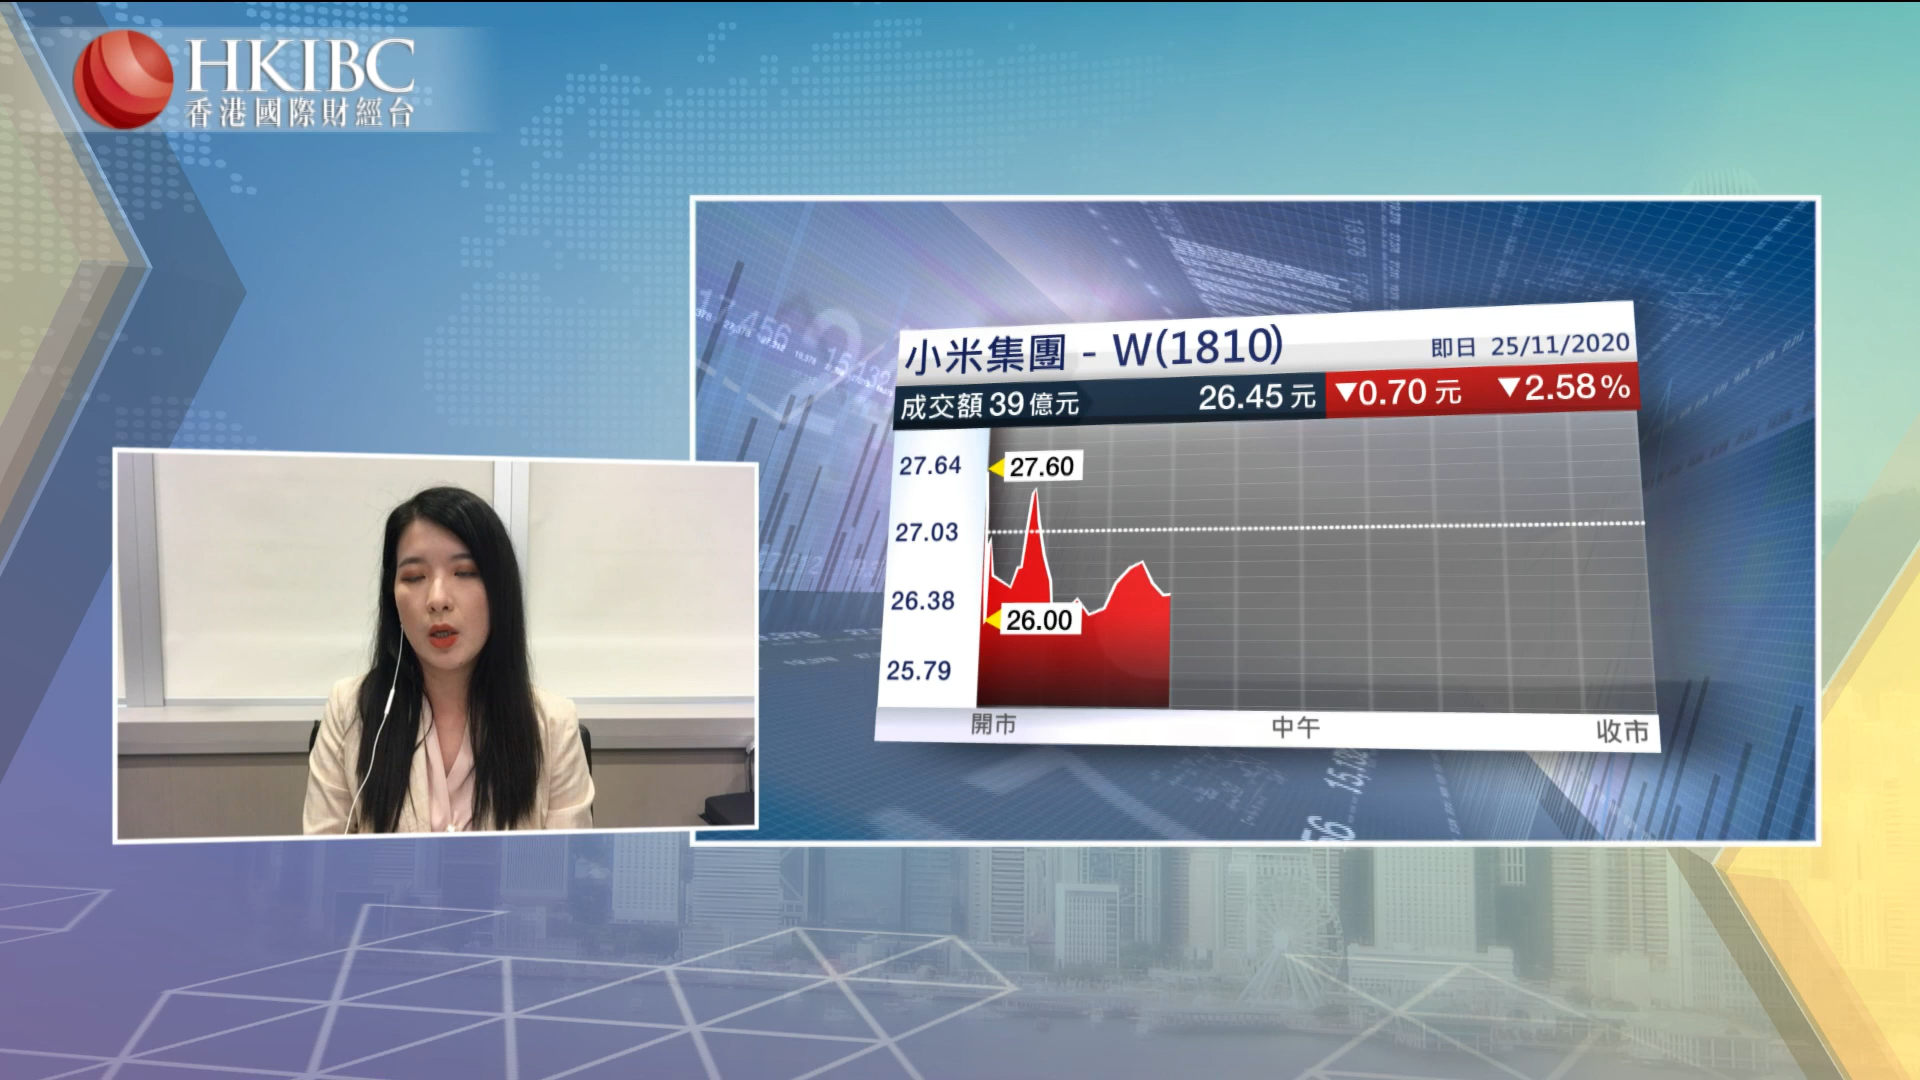 HKIBC
香港國際財經台
小米集團 - W(1810)
即日 25/11/2020
成交額 39 億元
26.45 元
▼0.70 元
▼2.58%
27.64
27.60
27.03
26.38
26.00
25.79
開市
中午
收市